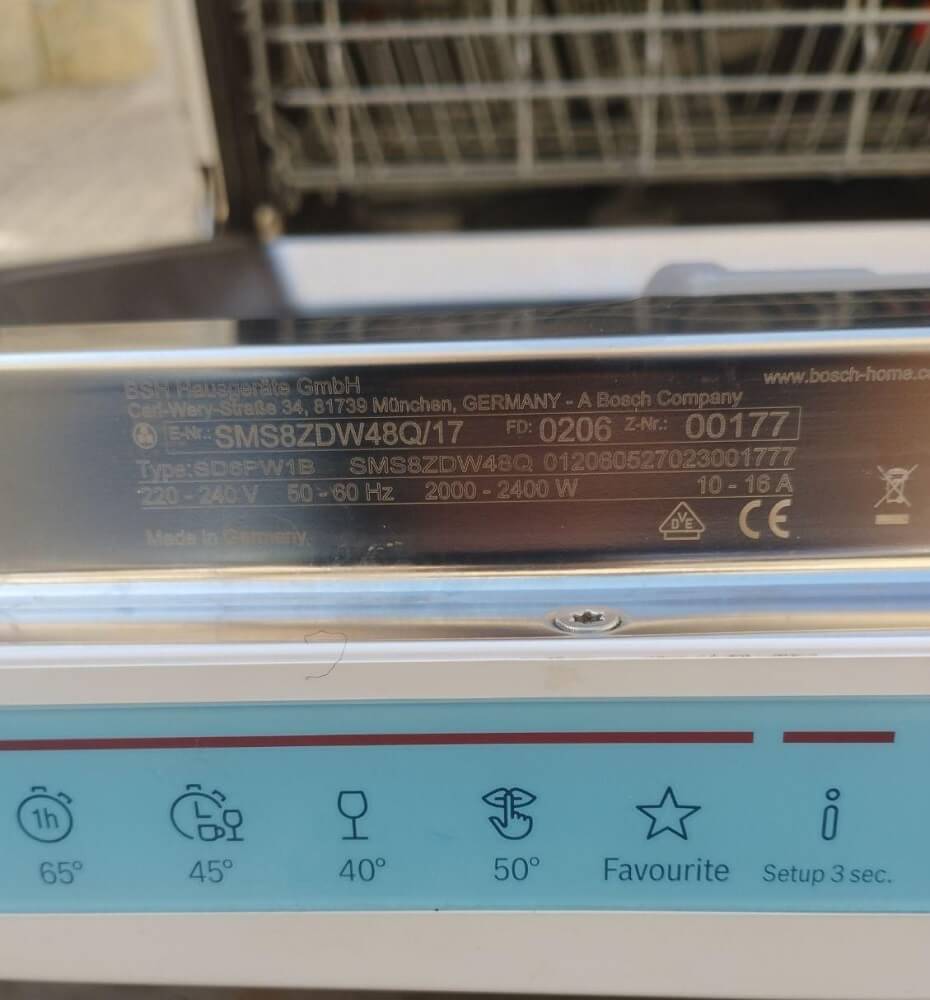 BSH Hausgeräte GmbH
www.bosch-home.co
Carl-Wery-Straße 34, 81739 München, GERMANY - A Bosch Company
E-Nr.: SMS8ZDW48Q/17 FD: 0206 Z-Nr.: 00177
Type: SD6PW1B SMS8ZDW48Q 012060527023001777
220 - 240 V 50 - 60 Hz 2000 - 2400 W 10 - 16 A
DVE CE
Made in Germany
1h
65° 45° 40° 50° Favourite Setup 3 sec.